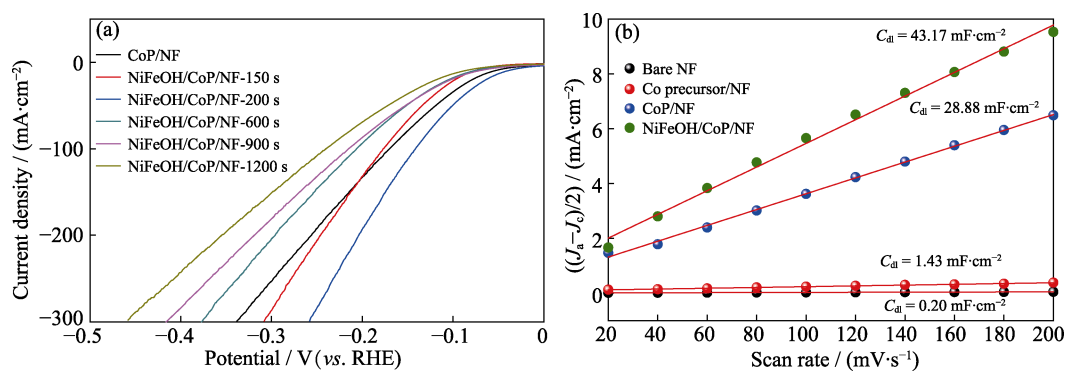 (a)
CoP/NF
NiFeOH/CoP/NF-150 s
NiFeOH/CoP/NF-200 s
NiFeOH/CoP/NF-600 s
NiFeOH/CoP/NF-900 s
NiFeOH/CoP/NF-1200 s
Current density / (mA·cm⁻²)
0
−100
−200
−300
−0.5 −0.4 −0.3 −0.2 −0.1 0
Potential / V (vs. RHE)
(b)
Bare NF
Co precursor/NF
CoP/NF
NiFeOH/CoP/NF
Cdl = 43.17 mF·cm⁻²
Cdl = 28.88 mF·cm⁻²
Cdl = 1.43 mF·cm⁻²
Cdl = 0.20 mF·cm⁻²
((Ja−Jc)/2) / (mA·cm⁻²)
10
8
6
4
2
0
20 40 60 80 100 120 140 160 180 200
Scan rate / (mV·s⁻¹)